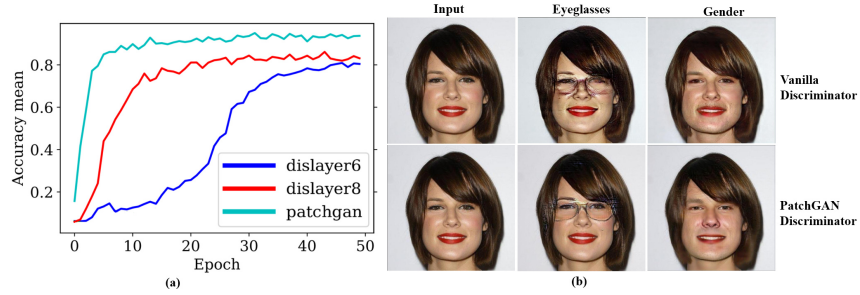 Accuracy mean
0.8
0.6
0.4
0.2
0
10
20
30
40
50
Epoch
dislayer6
dislayer8
patchgan
(a)
Input
Eyeglasses
Gender
Vanilla
Discriminator
PatchGAN
Discriminator
(b)